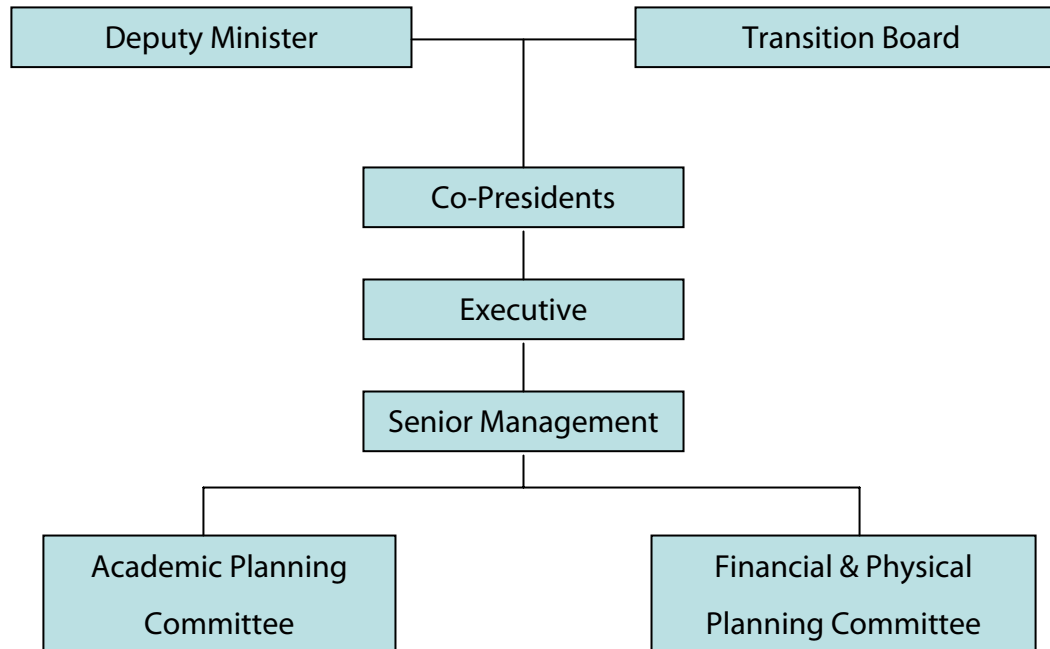 Deputy Minister
Transition Board
Co-Presidents
Executive
Senior Management
Academic Planning
Committee
Financial & Physical
Planning Committee